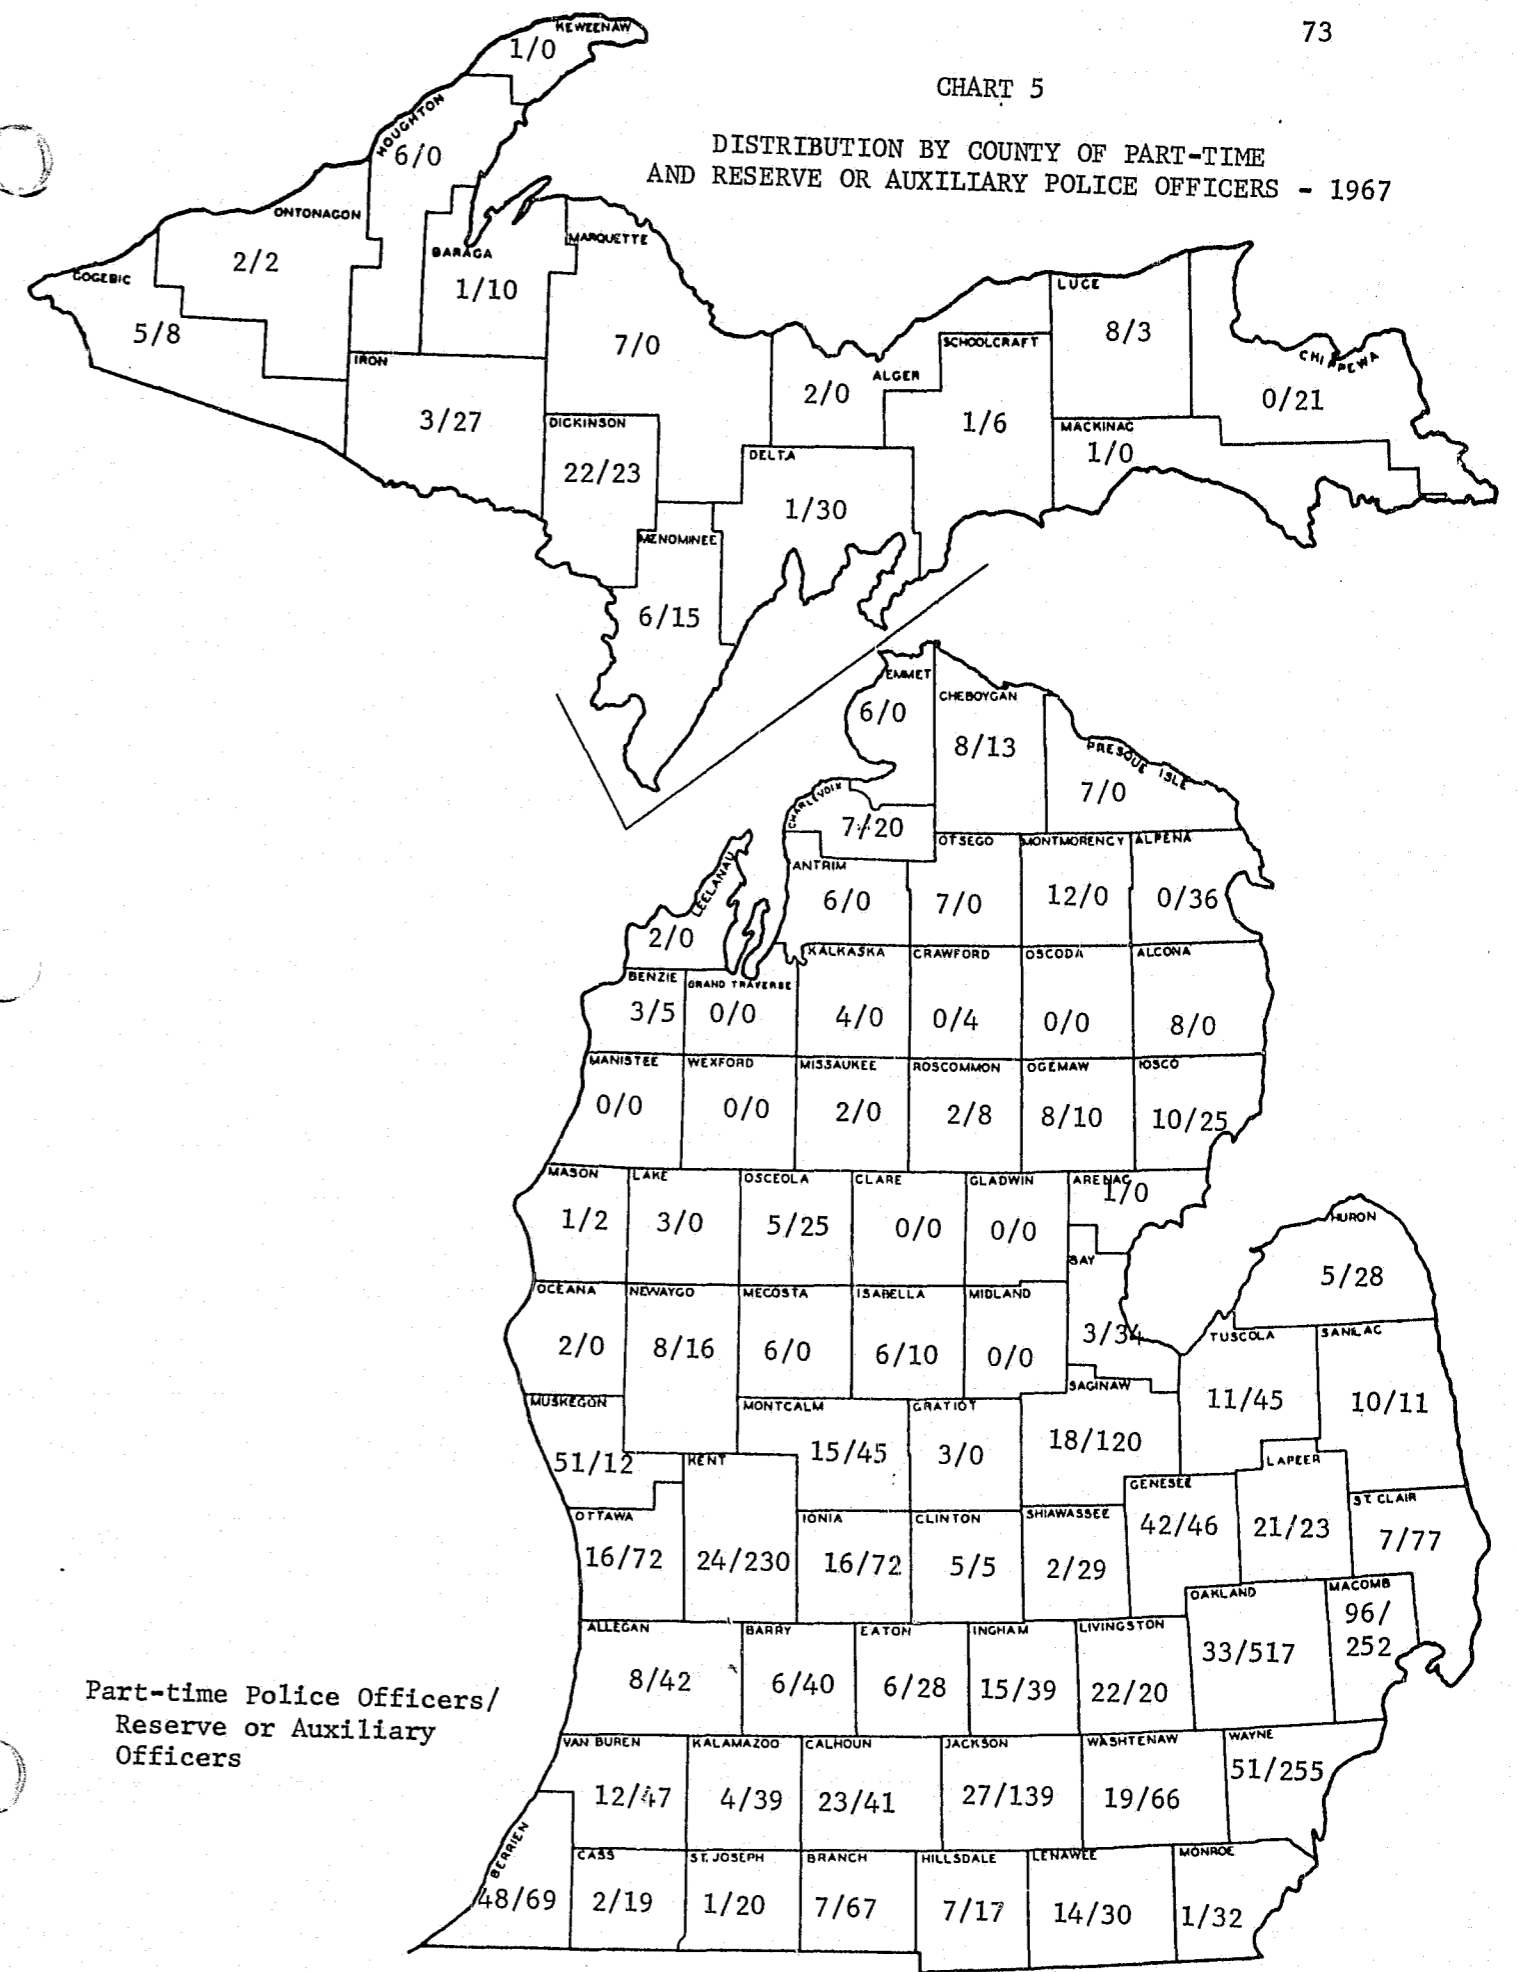 73
CHART 5
DISTRIBUTION BY COUNTY OF PART-TIME
AND RESERVE OR AUXILIARY POLICE OFFICERS - 1967
KEWEENAW
1/0
HOUGHTON
6/0
ONTONAGON
2/2
GOGEBIC
5/8
BARAGA
1/10
MARQUETTE
7/0
IRON
3/27
DICKINSON
22/23
MENOMINEE
6/15
DELTA
1/30
ALGER
2/0
SCHOOLCRAFT
1/6
LUCE
8/3
CHIPPEWA
0/21
MACKINAC
1/0
EMMET
6/0
CHEBOYGAN
8/13
PRESQUE ISLE
7/0
CHARLEVOIX
7/20
ANTRIM
6/0
OTSEGO
7/0
MONTMORENCY
12/0
ALPENA
0/36
LEELANAU
2/0
BENZIE
3/5
GRAND TRAVERSE
0/0
KALKASKA
4/0
CRAWFORD
0/4
OSCODA
0/0
ALCONA
8/0
MANISTEE
0/0
WEXFORD
0/0
MISSAUKEE
2/0
ROSCOMMON
2/8
OGEMAW
8/10
IOSCO
10/25
MASON
1/2
LAKE
3/0
OSCEOLA
5/25
CLARE
0/0
GLADWIN
0/0
ARENAC
1/0
HURON
5/28
OCEANA
2/0
NEWAYGO
8/16
MECOSTA
6/0
ISABELLA
6/10
MIDLAND
0/0
BAY
3/34
TUSCOLA
11/45
SANILAC
10/11
MUSKEGON
51/12
KENT
24/230
MONTCALM
15/45
GRATIOT
3/0
SAGINAW
18/120
LAPEER
21/23
GENESEE
42/46
ST. CLAIR
7/77
OTTAWA
16/72
IONIA
16/72
CLINTON
5/5
SHIAWASSEE
2/29
OAKLAND
33/517
MACOMB
96/
252
ALLEGAN
8/42
BARRY
6/40
EATON
6/28
INGHAM
15/39
LIVINGSTON
22/20
Part-time Police Officers/
Reserve or Auxiliary
Officers
VAN BUREN
12/47
KALAMAZOO
4/39
CALHOUN
23/41
JACKSON
27/139
WASHTENAW
19/66
WAYNE
51/255
BERRIEN
48/69
CASS
2/19
ST. JOSEPH
1/20
BRANCH
7/67
HILLSDALE
7/17
LENAWEE
14/30
MONROE
1/32